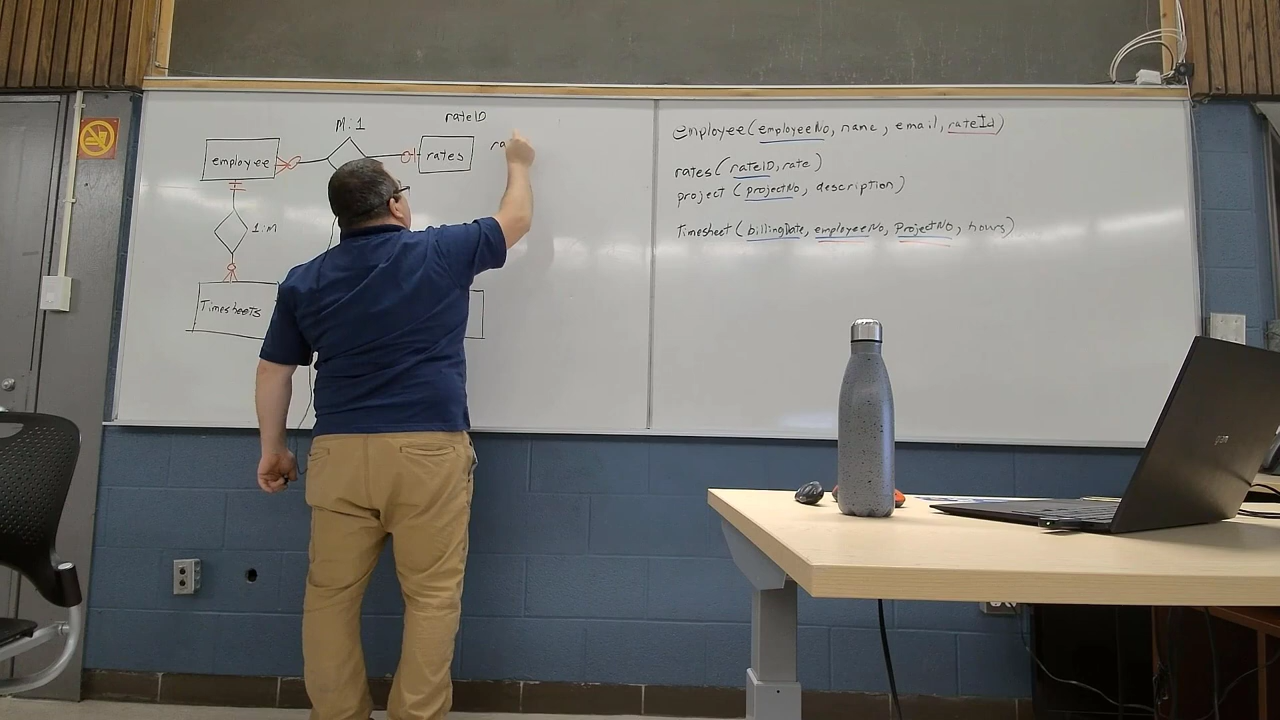 rateID
M:1
employee
rates
ra
1:M
Timesheets
employee(employeeNo, name, email, rateId)
rates(rateID, rate)
project (projectNo, description)
Timesheet(billingDate, employeeNo, ProjectNo, hours)